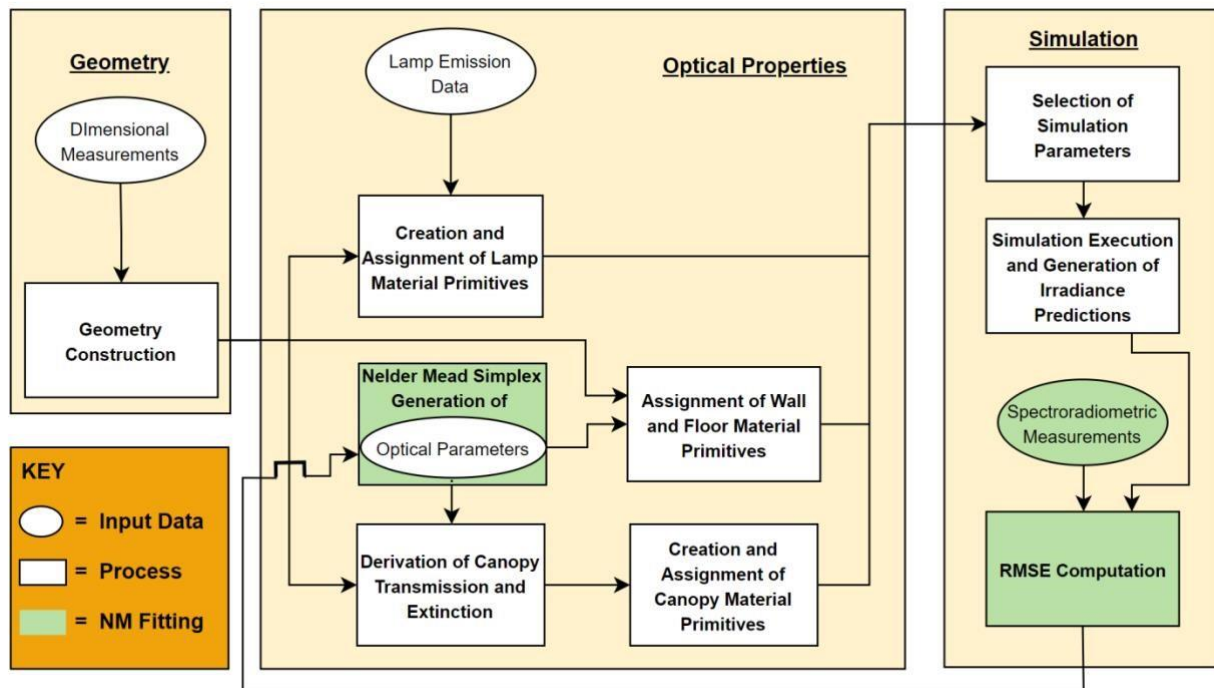 Geometry
DImensional
Measurements
Geometry
Construction
KEY
= Input Data
= Process
= NM Fitting
Optical Properties
Lamp Emission
Data
Creation and
Assignment of Lamp
Material Primitives
Nelder Mead Simplex
Generation of
Optical Parameters
Assignment of Wall
and Floor Material
Primitives
Derivation of Canopy
Transmission and
Extinction
Creation and
Assignment of
Canopy Material
Primitives
Simulation
Selection of
Simulation
Parameters
Simulation Execution
and Generation of
Irradiance
Predictions
Spectroradiometric
Measurements
RMSE Computation